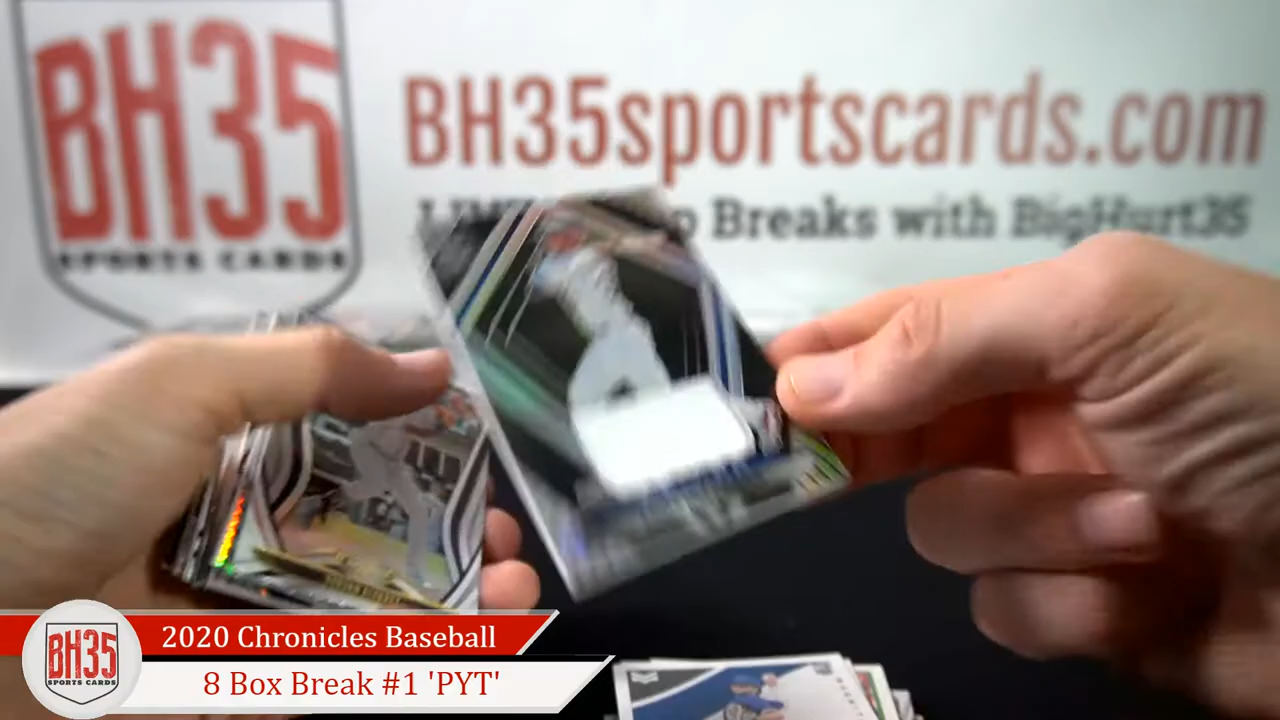 BH35
SPORTS CARDS
BH35sportscards.com
Breaks with BigHurt35
2020 Chronicles Baseball
8 Box Break #1 'PYT'
BH35
SPORTS CARDS